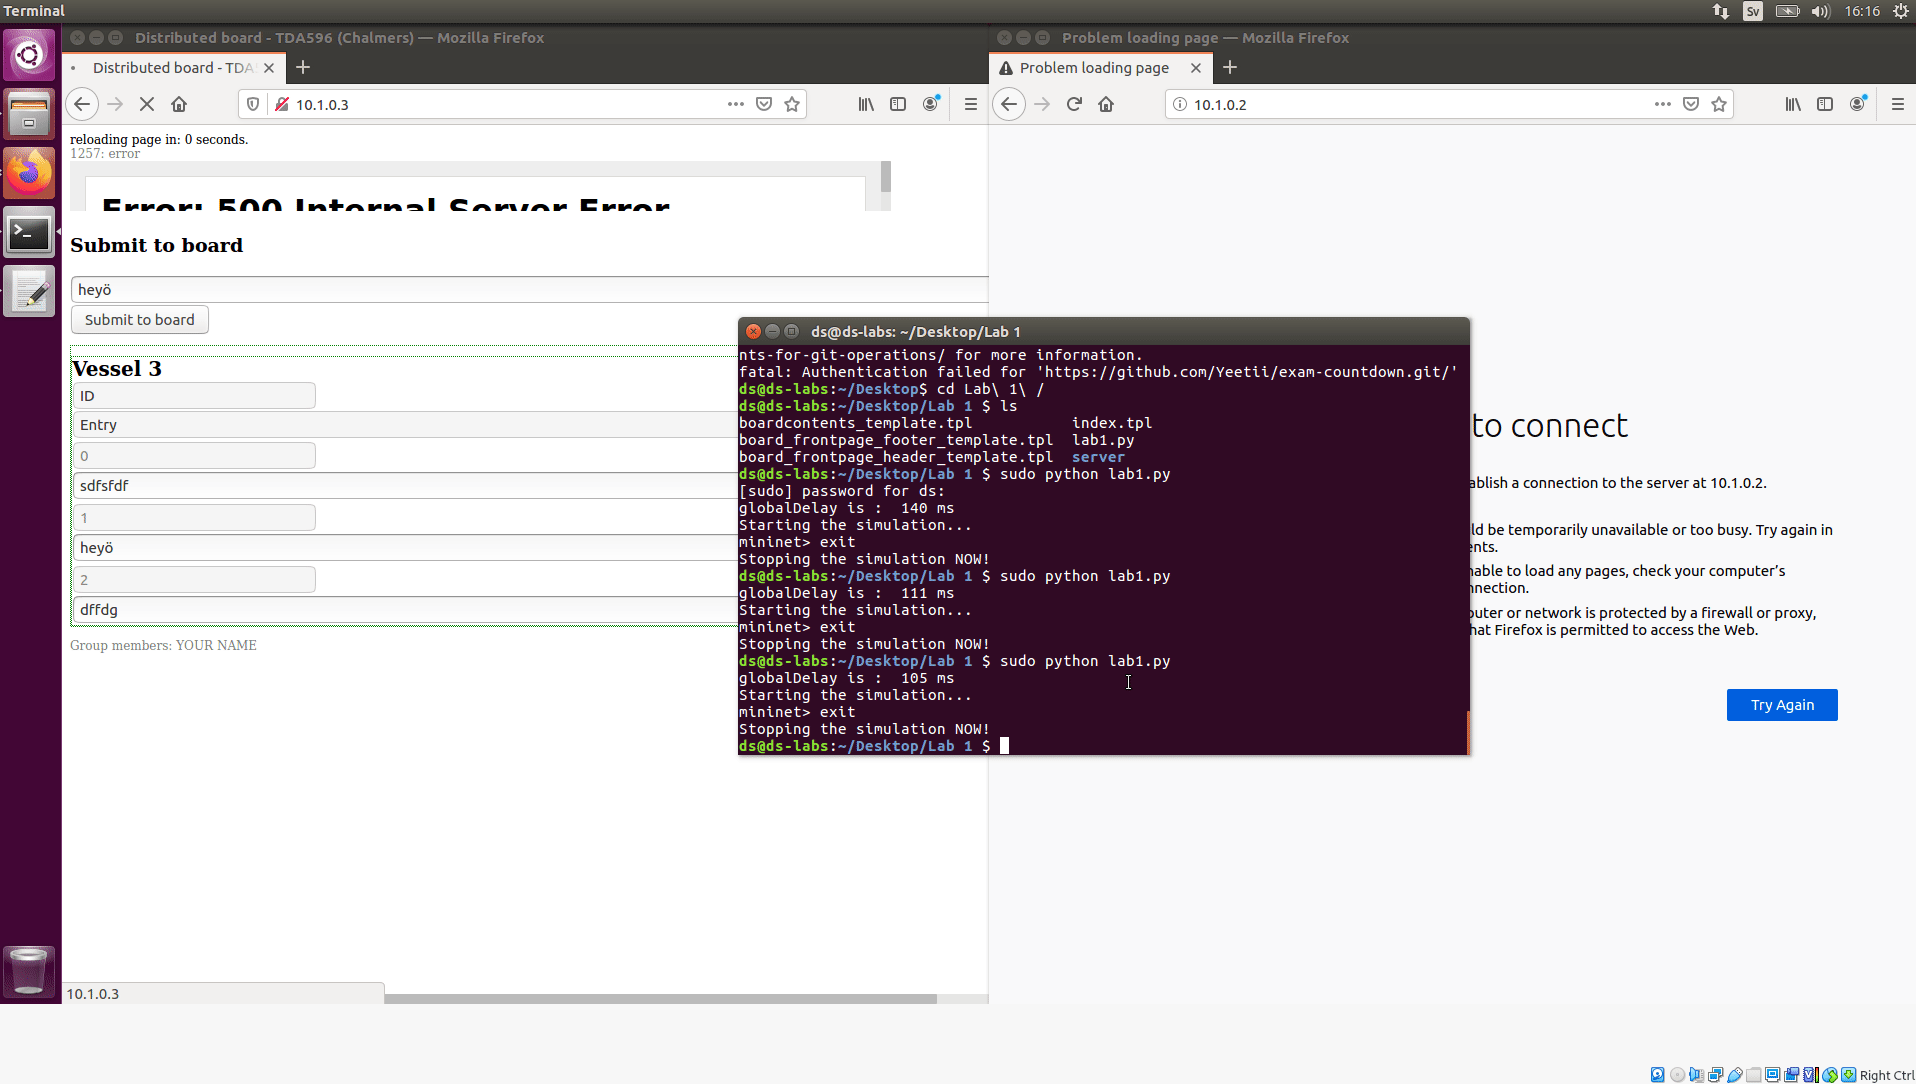 Terminal
Sv
16:16
Distributed board - TDA596 (Chalmers) — Mozilla Firefox
Distributed board - TDA
10.1.0.3
reloading page in: 0 seconds.
1257: error
Error: 500 Internal Server Error
Submit to board
heyö
Submit to board
Vessel 3
ID
Entry
0
sdfsfdf
1
heyö
2
dffdg
Group members: YOUR NAME
10.1.0.3
ds@ds-labs: ~/Desktop/Lab 1
nts-for-git-operations/ for more information.
fatal: Authentication failed for 'https://github.com/Yeetii/exam-countdown.git/'
ds@ds-labs:~/Desktop$ cd Lab\ 1\ /
ds@ds-labs:~/Desktop/Lab 1 $ ls
boardcontents_template.tpl index.tpl
board_frontpage_footer_template.tpl lab1.py
board_frontpage_header_template.tpl server
ds@ds-labs:~/Desktop/Lab 1 $ sudo python lab1.py
[sudo] password for ds:
globalDelay is : 140 ms
Starting the simulation...
mininet> exit
Stopping the simulation NOW!
ds@ds-labs:~/Desktop/Lab 1 $ sudo python lab1.py
globalDelay is : 111 ms
Starting the simulation...
mininet> exit
Stopping the simulation NOW!
ds@ds-labs:~/Desktop/Lab 1 $ sudo python lab1.py
globalDelay is : 105 ms
Starting the simulation...
mininet> exit
Stopping the simulation NOW!
ds@ds-labs:~/Desktop/Lab 1 $
Problem loading page — Mozilla Firefox
Problem loading page
10.1.0.2
to connect
ablish a connection to the server at 10.1.0.2.
ld be temporarily unavailable or too busy. Try again in
ents.
nable to load any pages, check your computer's
nnection.
puter or network is protected by a firewall or proxy,
hat Firefox is permitted to access the Web.
Try Again
Right Ctrl